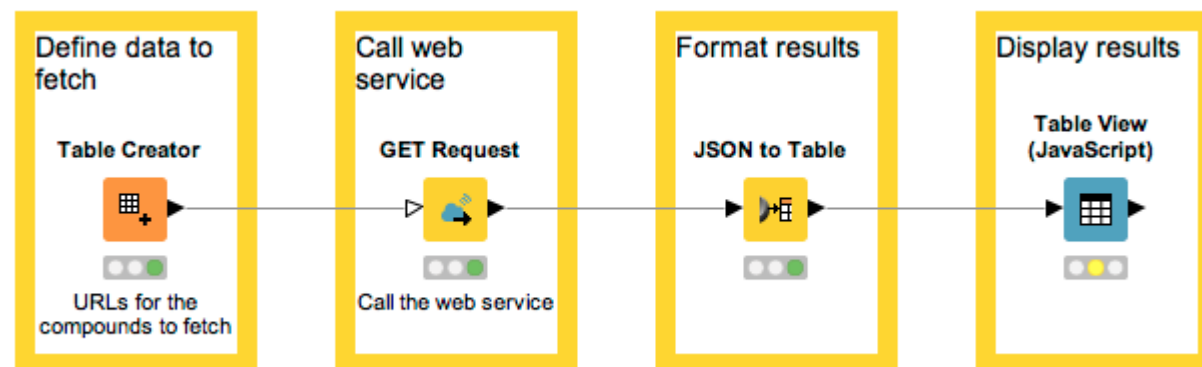 Define data to
fetch
Table Creator
URLs for the
compounds to fetch
Call web
service
GET Request
Call the web service
Format results
JSON to Table
Display results
Table View
(JavaScript)